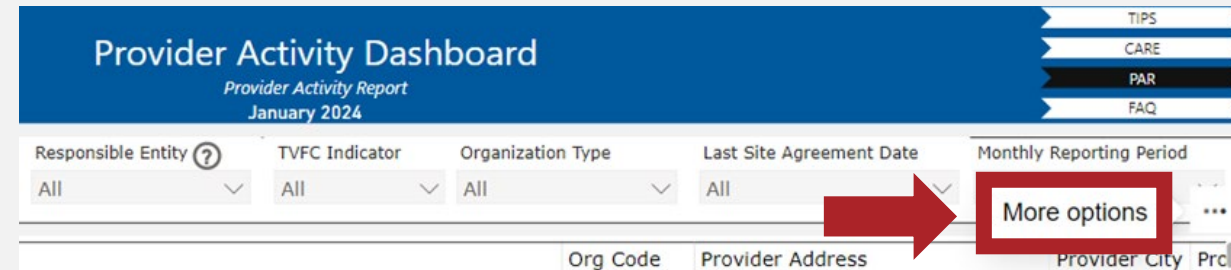 Provider Activity Dashboard
Provider Activity Report
January 2024
TIPS
CARE
PAR
FAQ
Responsible Entity ? TVFC Indicator Organization Type Last Site Agreement Date Monthly Reporting Period
All All All All
More options ...
Org Code Provider Address Provider City